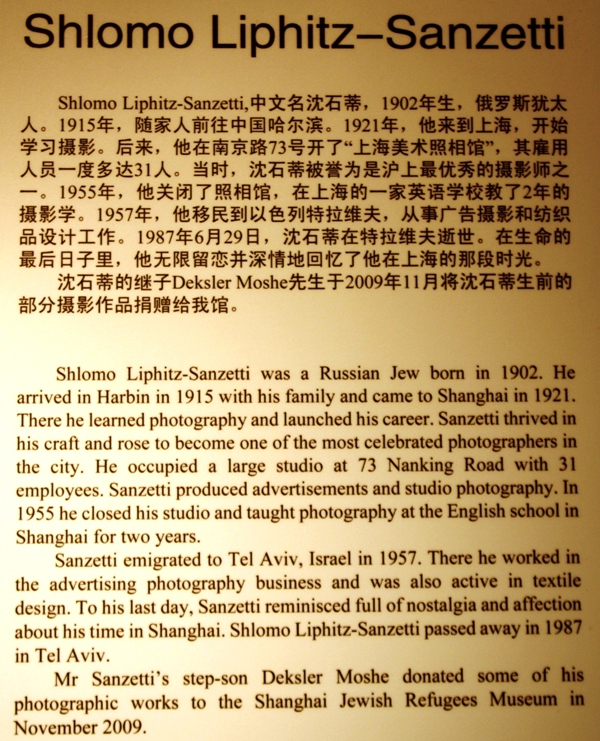 Shlomo Liphitz–Sanzetti
Shlomo Liphitz-Sanzetti,中文名沈石蒂，1902年生，俄罗斯犹太
人。1915年，随家人前往中国哈尔滨。1921年，他来到上海，开始
学习摄影。后来，他在南京路73号开了“上海美术照相馆”，其雇用
人员一度多达31人。当时，沈石蒂被誉为是沪上最优秀的摄影师之
一。1955年，他关闭了照相馆，在上海的一家英语学校教了2年的
摄影学。1957年，他移民到以色列特拉维夫，从事广告摄影和纺织
品设计工作。1987年6月29日，沈石蒂在特拉维夫逝世。在生命的
最后日子里，他无限留恋并深情地回忆了他在上海的那段时光。
沈石蒂的继子Deksler Moshe先生于2009年11月将沈石蒂生前的
部分摄影作品捐赠给我馆。
Shlomo Liphitz-Sanzetti was a Russian Jew born in 1902. He
arrived in Harbin in 1915 with his family and came to Shanghai in 1921.
There he learned photography and launched his career. Sanzetti thrived in
his craft and rose to become one of the most celebrated photographers in
the city. He occupied a large studio at 73 Nanking Road with 31
employees. Sanzetti produced advertisements and studio photography. In
1955 he closed his studio and taught photography at the English school in
Shanghai for two years.
Sanzetti emigrated to Tel Aviv, Israel in 1957. There he worked in
the advertising photography business and was also active in textile
design. To his last day, Sanzetti reminisced full of nostalgia and affection
about his time in Shanghai. Shlomo Liphitz-Sanzetti passed away in 1987
in Tel Aviv.
Mr Sanzetti’s step-son Deksler Moshe donated some of his
photographic works to the Shanghai Jewish Refugees Museum in
November 2009.